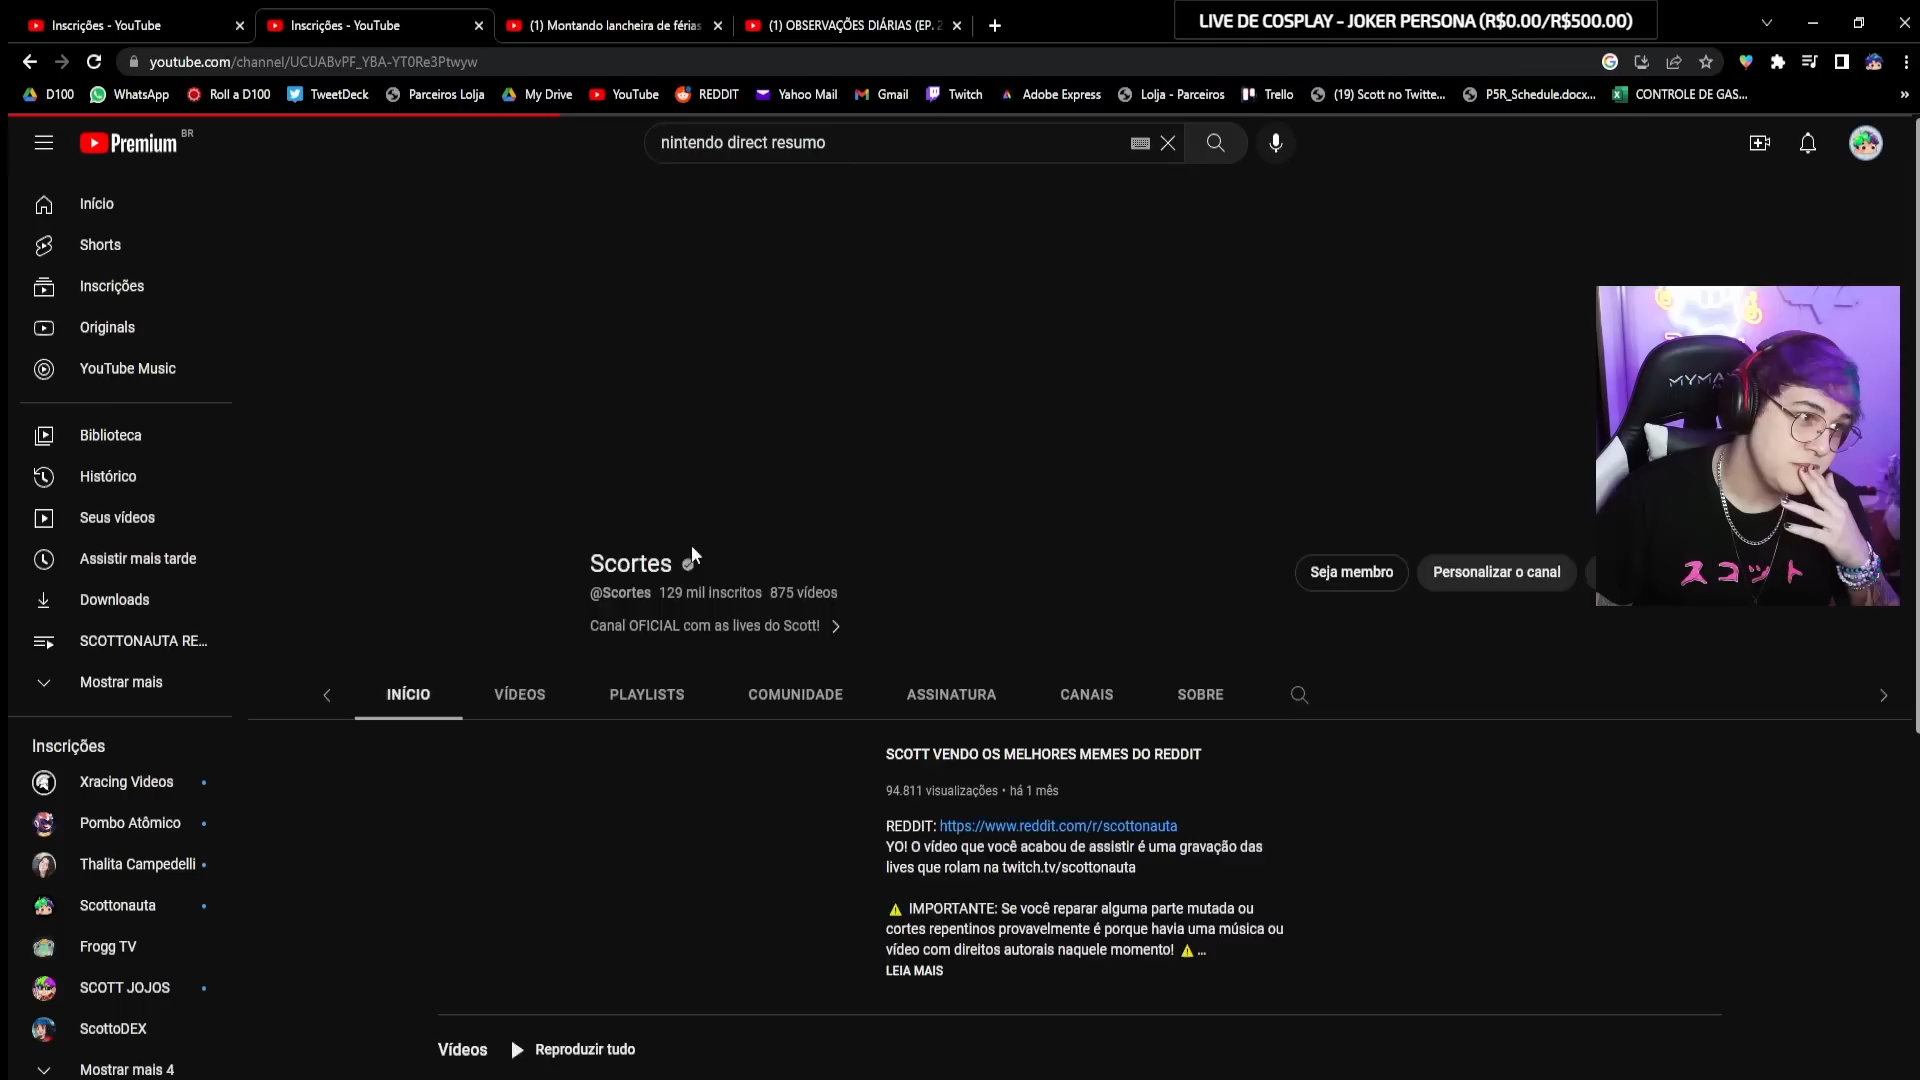 Inscrições - YouTube
Inscrições - YouTube
(1) Montando lancheira de férias
(1) OBSERVAÇÕES DIÁRIAS (EP. 2
LIVE DE COSPLAY - JOKER PERSONA (R$0.00/R$500.00)
youtube.com/channel/UCUABvPF_YBA-YT0Re3Ptwyw
D100
WhatsApp
Roll a D100
TweetDeck
Parceiros Lolja
My Drive
YouTube
REDDIT
Yahoo Mail
Gmail
Twitch
Adobe Express
Lolja - Parceiros
Trello
(19) Scott no Twitte...
P5R_Schedule.docx...
CONTROLE DE GAS...
»
Premium BR
nintendo direct resumo
Início
Shorts
Inscrições
Originals
YouTube Music
Biblioteca
Histórico
Seus vídeos
Assistir mais tarde
Downloads
SCOTTONAUTA RE...
Mostrar mais
Inscrições
Xracing Videos
Pombo Atômico
Thalita Campedelli
Scottonauta
Frogg TV
SCOTT JOJOS
ScottoDEX
Mostrar mais 4
Scortes
@Scortes 129 mil inscritos 875 vídeos
Canal OFICIAL com as lives do Scott!
Seja membro
Personalizar o canal
スコット
INÍCIO
VÍDEOS
PLAYLISTS
COMUNIDADE
ASSINATURA
CANAIS
SOBRE
SCOTT VENDO OS MELHORES MEMES DO REDDIT
94.811 visualizações • há 1 mês
REDDIT: https://www.reddit.com/r/scottonauta
YO! O vídeo que você acabou de assistir é uma gravação das
lives que rolam na twitch.tv/scottonauta
IMPORTANTE: Se você reparar alguma parte mutada ou
cortes repentinos provavelmente é porque havia uma música ou
vídeo com direitos autorais naquele momento! ...
LEIA MAIS
Vídeos
Reproduzir tudo